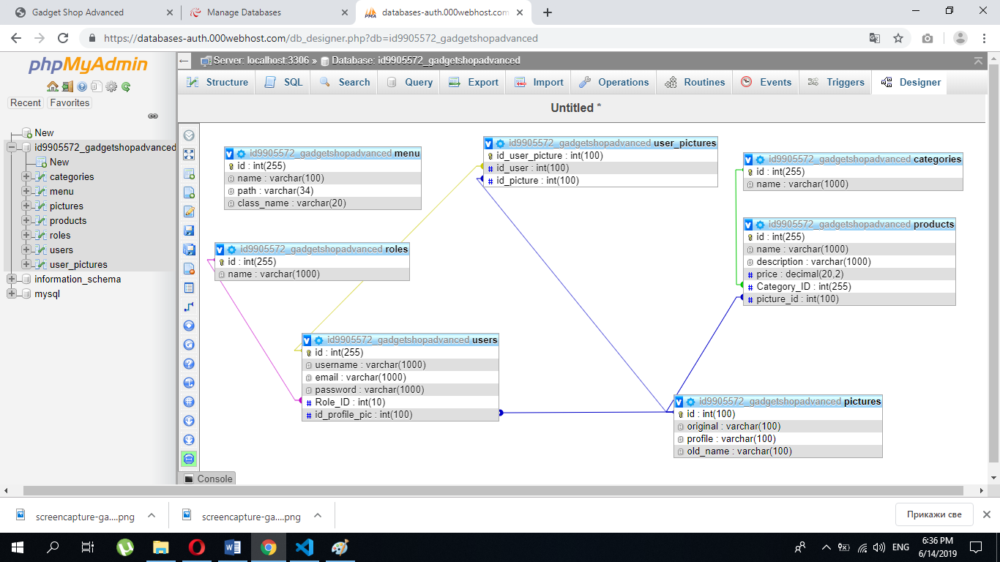 Gadget Shop Advanced
Manage Databases
databases-auth.000webhost.com
https://databases-auth.000webhost.com/db_designer.php?db=id9905572_gadgetshopadvanced
phpMyAdmin
Recent
Favorites
New
id9905572_gadgetshopadvanced
New
categories
menu
pictures
products
roles
users
user_pictures
information_schema
mysql
Server: localhost:3306 » Database: id9905572_gadgetshopadvanced
Structure
SQL
Search
Query
Export
Import
Operations
Routines
Events
Triggers
Designer
Untitled *
id9905572_gadgetshopadvanced menu
id : int(255)
name : varchar(100)
path : varchar(34)
class_name : varchar(20)
id9905572_gadgetshopadvanced user_pictures
id_user_picture : int(100)
id_user : int(100)
id_picture : int(100)
id9905572_gadgetshopadvanced categories
id : int(255)
name : varchar(1000)
id9905572_gadgetshopadvanced products
id : int(255)
name : varchar(1000)
description : varchar(1000)
price : decimal(20,2)
Category_ID : int(255)
picture_id : int(100)
id9905572_gadgetshopadvanced roles
id : int(255)
name : varchar(1000)
id9905572_gadgetshopadvanced users
id : int(255)
username : varchar(1000)
email : varchar(1000)
password : varchar(1000)
Role_ID : int(10)
id_profile_pic : int(100)
id9905572_gadgetshopadvanced pictures
id : int(100)
original : varchar(100)
profile : varchar(100)
old_name : varchar(100)
Console
screencapture-ga....png
screencapture-ga....png
Прикажи све
ENG
6:36 PM
6/14/2019